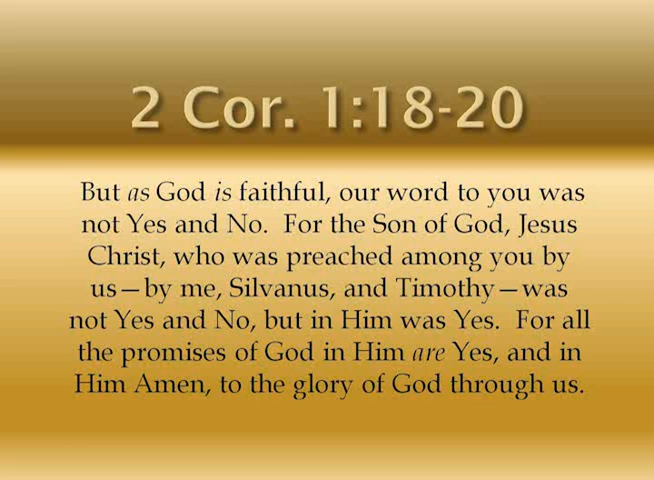 2 Cor. 1:18-20
But as God is faithful, our word to you was
not Yes and No.  For the Son of God, Jesus
Christ, who was preached among you by
us—by me, Silvanus, and Timothy—was
not Yes and No, but in Him was Yes.  For all
the promises of God in Him are Yes, and in
Him Amen, to the glory of God through us.